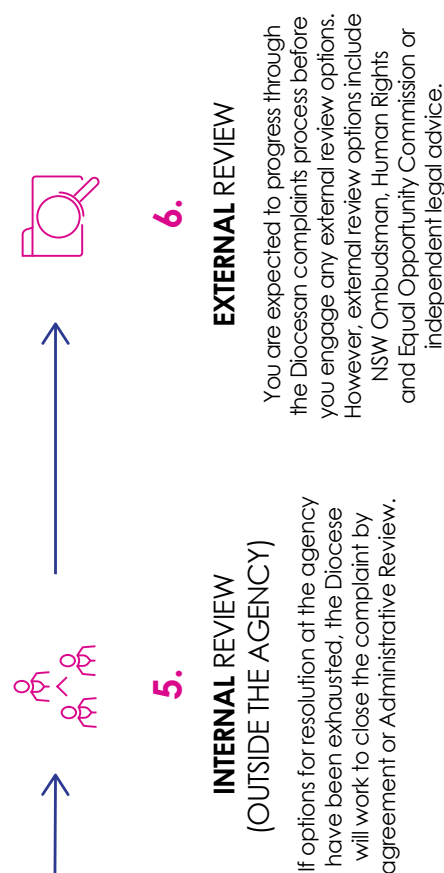 5.
INTERNAL REVIEW
(OUTSIDE THE AGENCY)
If options for resolution at the agency
have been exhausted, the Diocese
will work to close the complaint by
agreement or Administrative Review.
6.
EXTERNAL REVIEW
You are expected to progress through
the Diocesan complaints process before
you engage any external review options.
However, external review options include
NSW Ombudsman, Human Rights
and Equal Opportunity Commission or
independent legal advice.